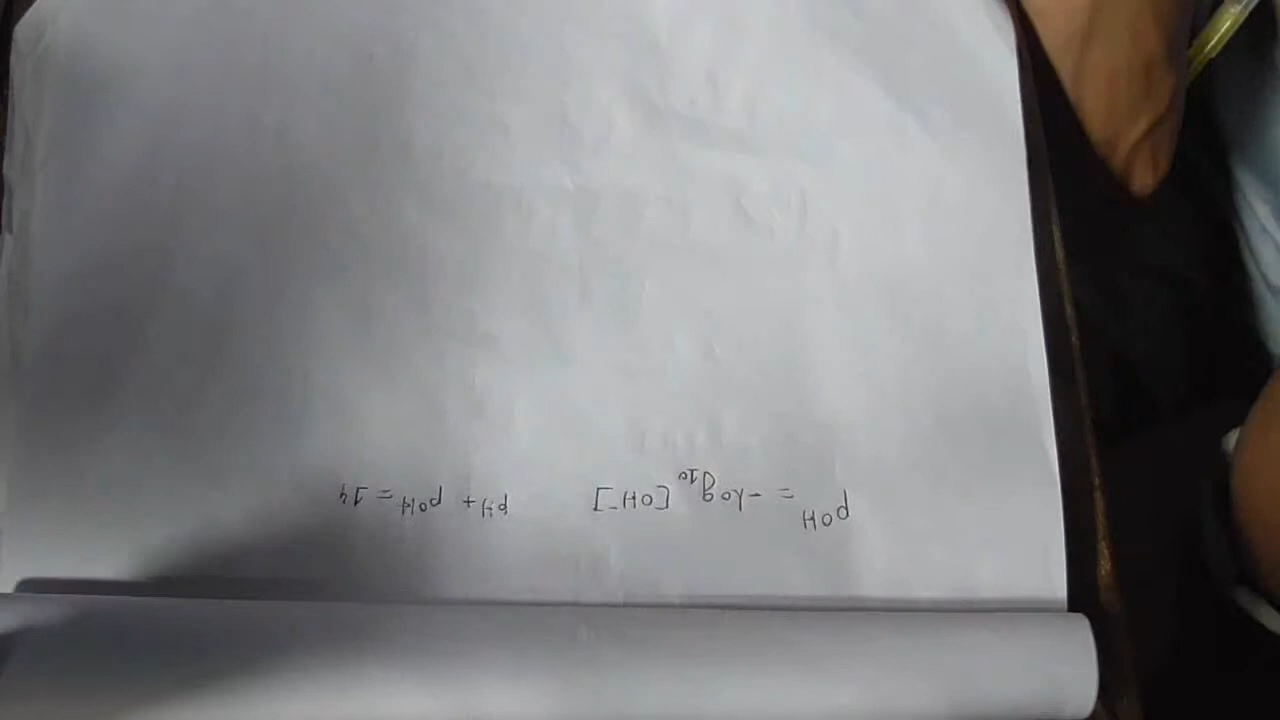 pOH = -log₁₀ [OH⁻]    pH + pOH = 14